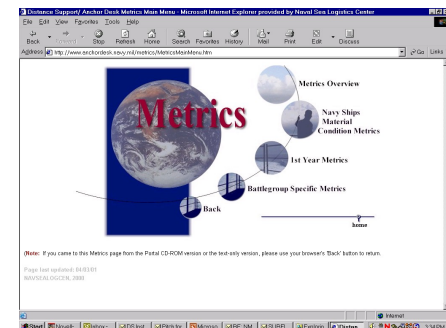 Distance Support/ Anchor Desk Metrics Main Menu - Microsoft Internet Explorer provided by Naval Sea Logistics Center
File Edit View Favorites Tools Help
Back Stop Refresh Home Search Favorites History Mail Print Edit Discuss
Address http://www.anchordesk.navy.mil/metrics/MetricsMainMenu.htm Go Links
Metrics
Metrics Overview
Navy Ships
Material
Condition Metrics
1st Year Metrics
Battlegroup Specific Metrics
Back
home
(Note: If you came to this Metrics page from the Portal CD-ROM version or the text-only version, please use your browser's 'Back' button to return.
Page last updated: 04/03/01
NAVSEALOGCEN, 2000
Internet
Start